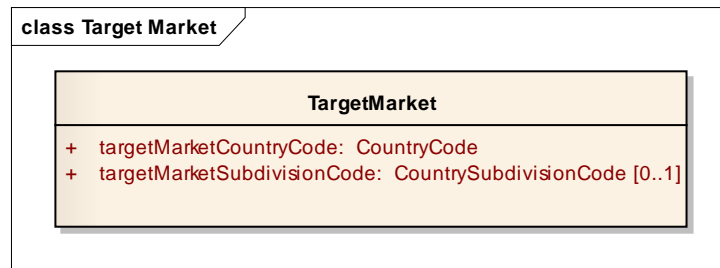 class Target Market
TargetMarket
+ targetMarketCountryCode: CountryCode
+ targetMarketSubdivisionCode: CountrySubdivisionCode [0..1]